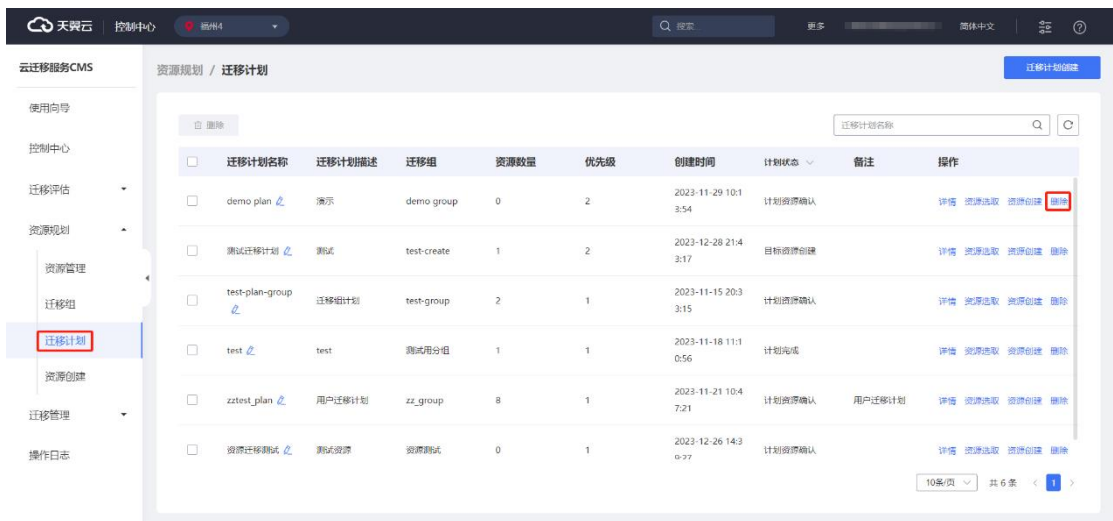 天翼云 控制中心 福州4 搜索... 更多 简体中文
云迁移服务CMS
使用向导
控制中心
迁移评估
资源规划
资源管理
迁移组
迁移计划
资源创建
迁移管理
操作日志
资源规划 / 迁移计划
迁移计划创建
删除
迁移计划名称
迁移计划名称 迁移计划描述 迁移组 资源数量 优先级 创建时间 计划状态 备注 操作
demo plan 演示 demo group 0 2 2023-11-29 10:1 计划资源确认 详情 资源选取 资源创建 删除
3:54
测试迁移计划 测试 test-create 1 2 2023-12-28 21:4 目标资源创建 详情 资源选取 资源创建 删除
3:17
test-plan-group 迁移组计划 test-group 2 1 2023-11-15 20:3 计划资源确认 详情 资源选取 资源创建 删除
3:15
test test 测试用分组 1 1 2023-11-18 11:1 计划完成 详情 资源选取 资源创建 删除
0:56
zztest_plan 用户迁移计划 zz_group 8 1 2023-11-21 10:4 计划资源确认 用户迁移计划 详情 资源选取 资源创建 删除
7:21
资源迁移测试 测试资源 资源测试 0 1 2023-12-26 14:3 计划资源确认 详情 资源选取 资源创建 删除
9:27
10条/页 共 6 条 1